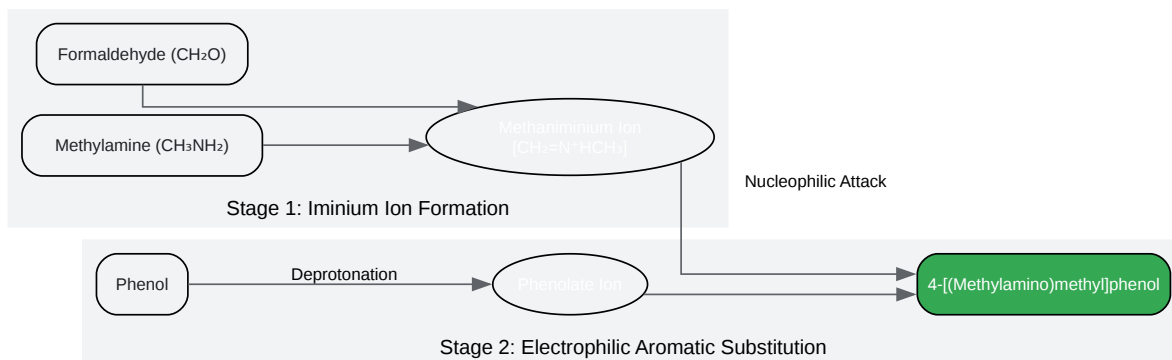 Formaldehyde (CH₂O)
Methaniminium Ion
[CH₂=N⁺HCH₃]
Methylamine (CH₃NH₂)
Nucleophilic Attack
Stage 1: Iminium Ion Formation
Phenol
Deprotonation
Phenolate Ion
4-[(Methylamino)methyl]phenol
Stage 2: Electrophilic Aromatic Substitution